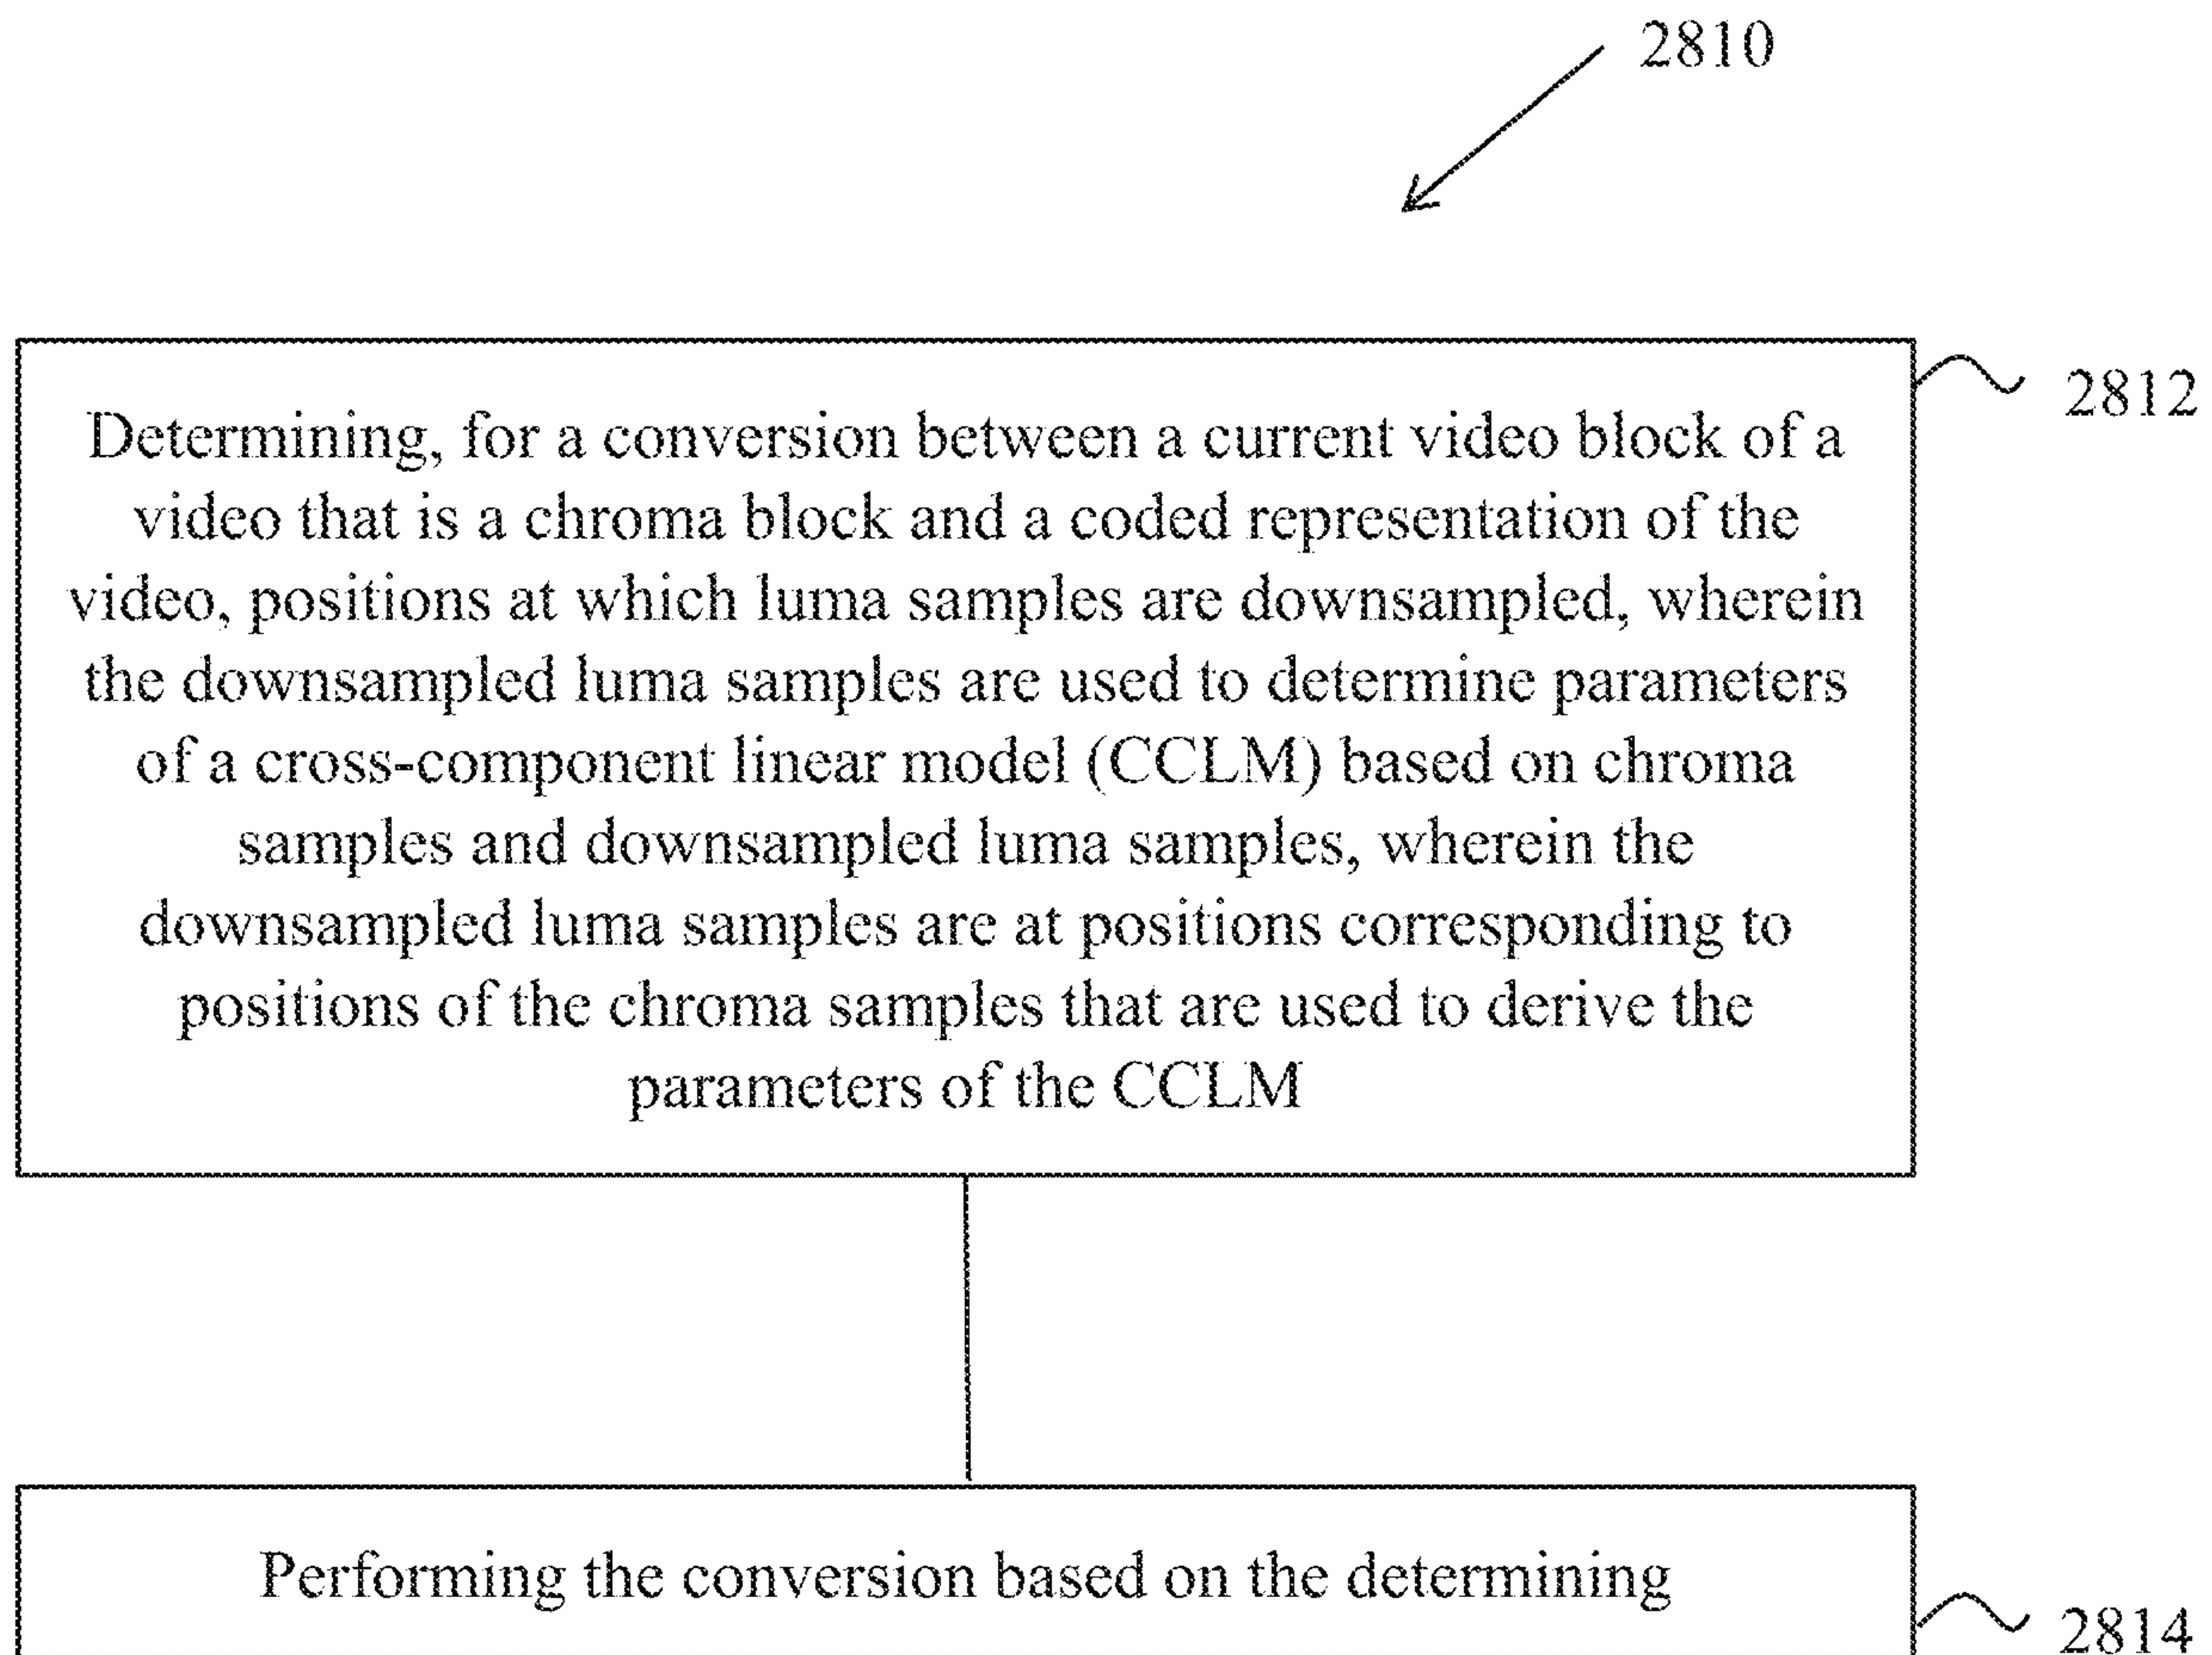 2810
2812
Determining, for a conversion between a current video block of a
video that is a chroma block and a coded representation of the
video, positions at which luma samples are downsampled, wherein
the downsampled luma samples are used to determine parameters
of a cross-component linear model (CCLM) based on chroma
samples and downsampled luma samples, wherein the
downsampled luma samples are at positions corresponding to
positions of the chroma samples that are used to derive the
parameters of the CCLM
Performing the conversion based on the determining
2814